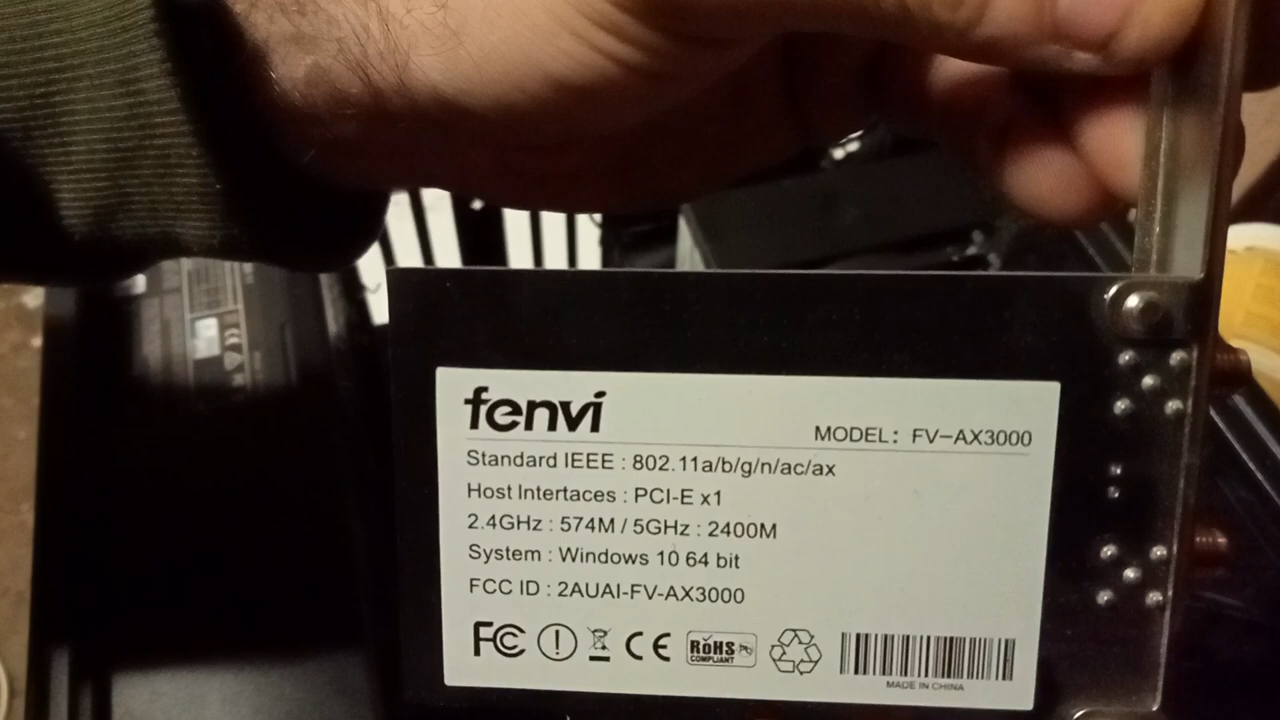 fenvi
MODEL: FV-AX3000
Standard IEEE : 802.11a/b/g/n/ac/ax
Host Intertaces : PCI-E x1
2.4GHz : 574M / 5GHz : 2400M
System : Windows 10 64 bit
FCC ID : 2AUAI-FV-AX3000
FC CE RoHS
COMPLIANT
MADE IN CHINA